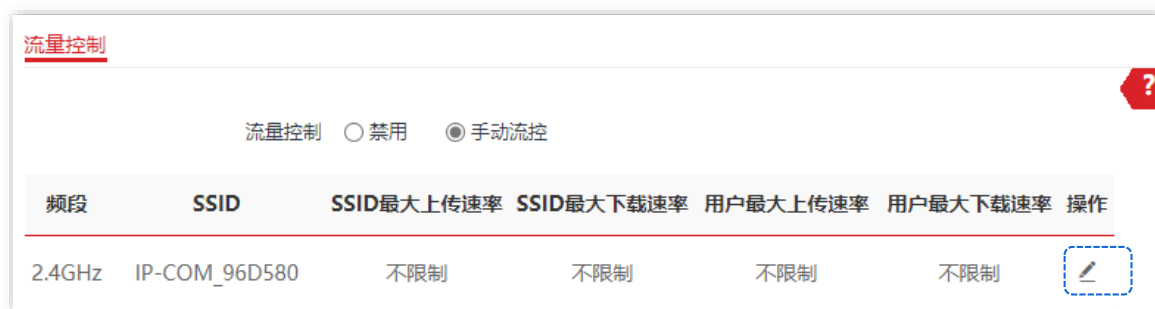 流量控制
?
流量控制 禁用 手动流控
频段 SSID SSID最大上传速率 SSID最大下载速率 用户最大上传速率 用户最大下载速率 操作
2.4GHz IP-COM_96D580 不限制 不限制 不限制 不限制